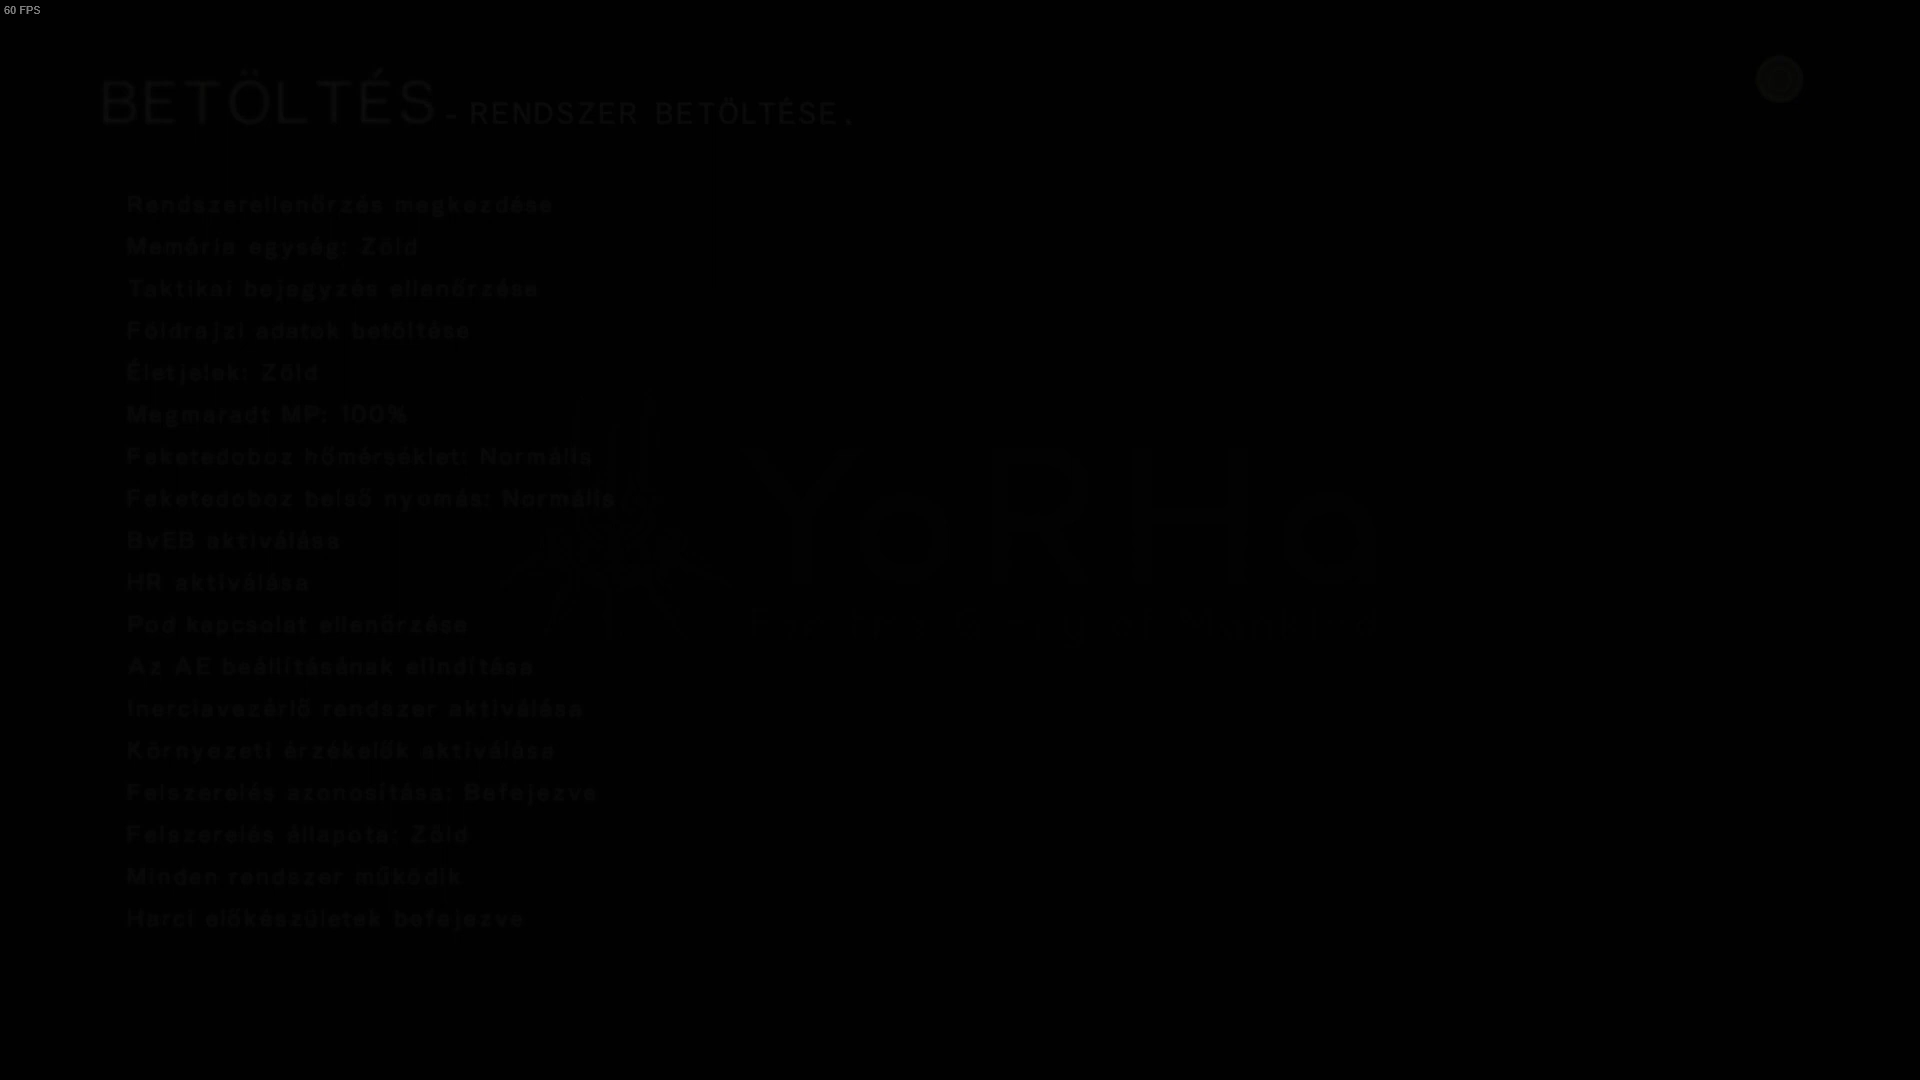 60 FPS
BETÖLTÉS - RENDSZER BETÖLTÉSE.
Rendszerellenőrzés megkezdése
Memória egység: Zöld
Taktikai bejegyzés ellenőrzése
Földrajzi adatok betöltése
Életjelek: Zöld
Megmaradt MP: 100%
Feketedoboz hőmérséklet: Normális
Feketedoboz belső nyomás: Normális
BvEB aktiválása
HR aktiválása
Pod kapcsolat ellenőrzése
Az AE beállításának elindítása
Inerciavezérlő rendszer aktiválása
Környezeti érzékelők aktiválása
Felszerelés azonosítása: Befejezve
Felszerelés állapota: Zöld
Minden rendszer működik
Harci előkészületek befejezve
YoRHa